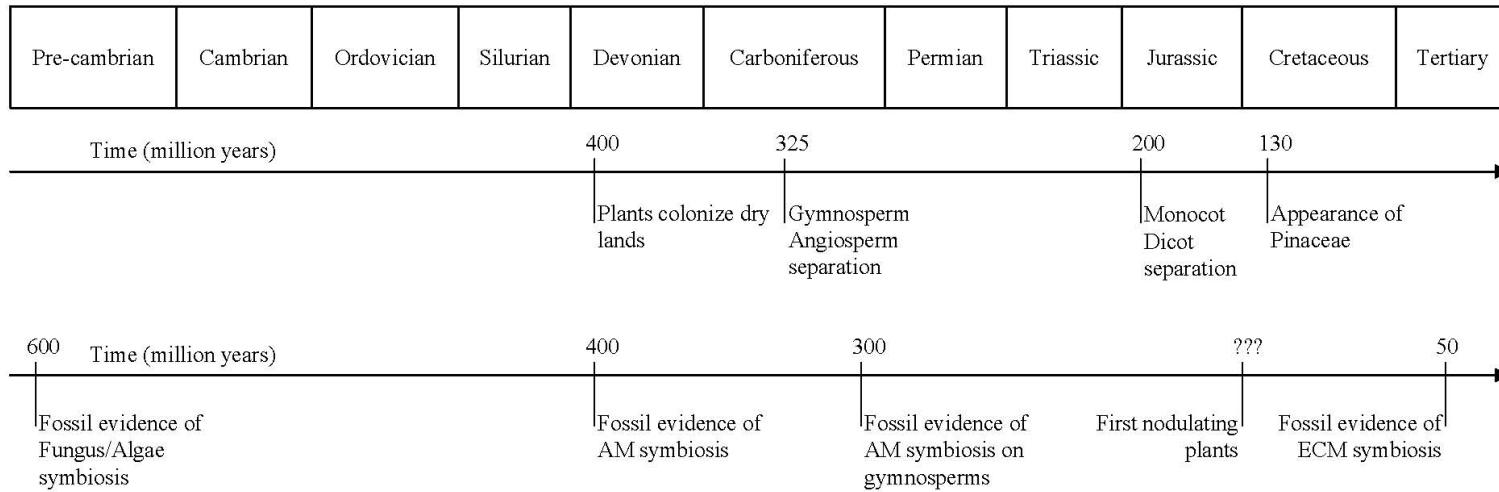 Pre-cambrian Cambrian Ordovician Silurian Devonian Carboniferous Permian Triassic Jurassic Cretaceous Tertiary
Time (million years) 400 325 200 130
Plants colonize dry
lands
Gymnosperm
Angiosperm
separation
Monocot
Dicot
separation
Appearance of
Pinaceae
600 Time (million years) 400 300 ??? 50
Fossil evidence of
Fungus/Algae
symbiosis
Fossil evidence of
AM symbiosis
Fossil evidence of
AM symbiosis on
gymnosperms
First nodulating
plants
Fossil evidence of
ECM symbiosis